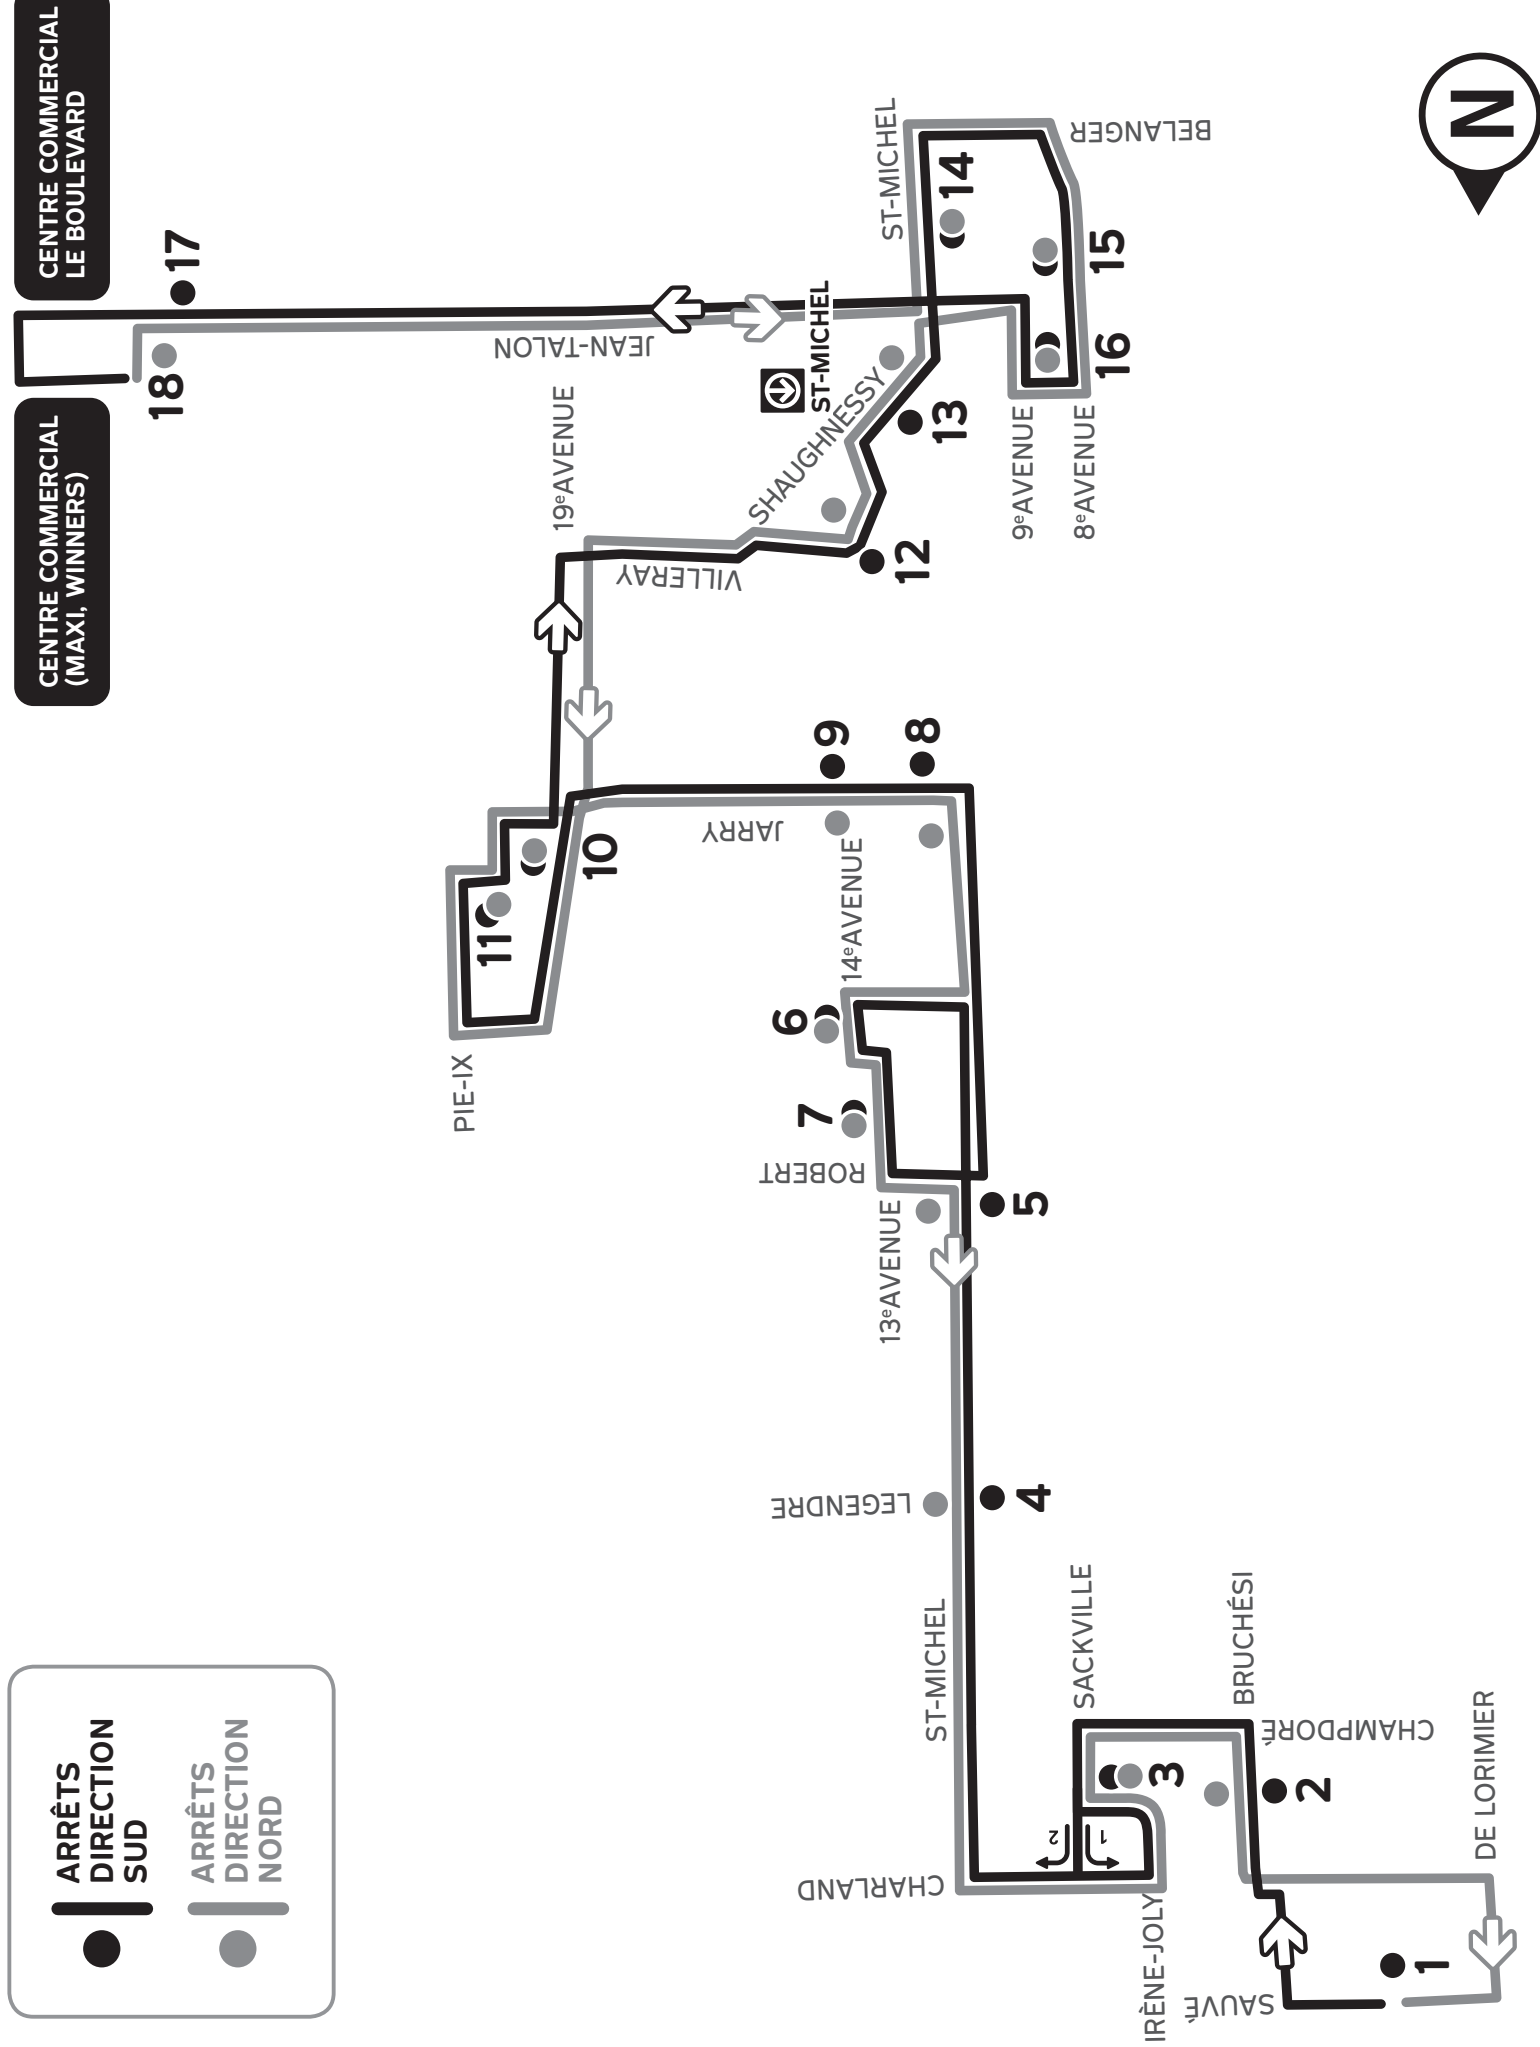 CENTRE COMMERCIAL
LE BOULEVARD
CENTRE COMMERCIAL
(MAXI, WINNERS)
17
18
JEAN-TALON
ST-MICHEL
ST-MICHEL
BELANGER
14
15
16
9e AVENUE
8e AVENUE
SHAUGHNESSY
13
12
19e AVENUE
VILLERAY
N
9
8
JARRY
10
11
PIE-IX
14e AVENUE
6
7
ROBERT
13e AVENUE
5
LEGENDRE
4
ST-MICHEL
SACKVILLE
BRUCHÉSI
CHAMPDORÉ
DE LORIMIER
3
2
2
1
CHARLAND
IRÈNE-JOLY
SAUVÉ
1
ARRÊTS
DIRECTION
SUD
ARRÊTS
DIRECTION
NORD